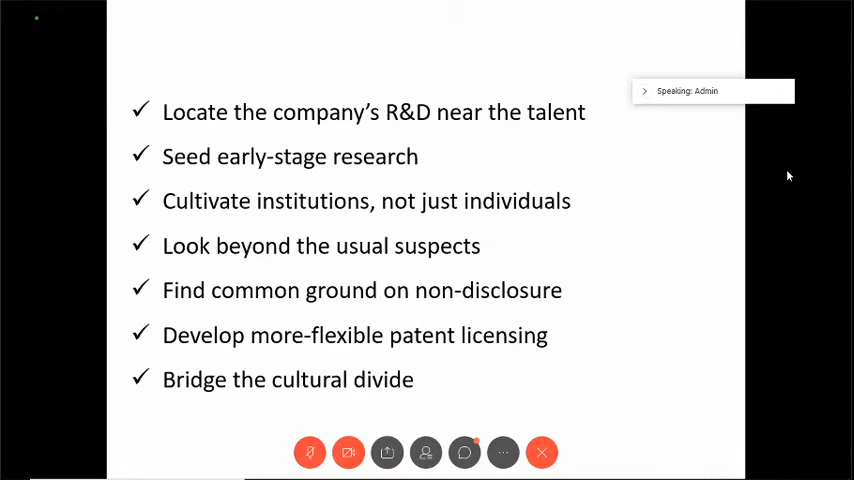 Speaking: Admin
Locate the company's R&D near the talent
Seed early-stage research
Cultivate institutions, not just individuals
Look beyond the usual suspects
Find common ground on non-disclosure
Develop more-flexible patent licensing
Bridge the cultural divide